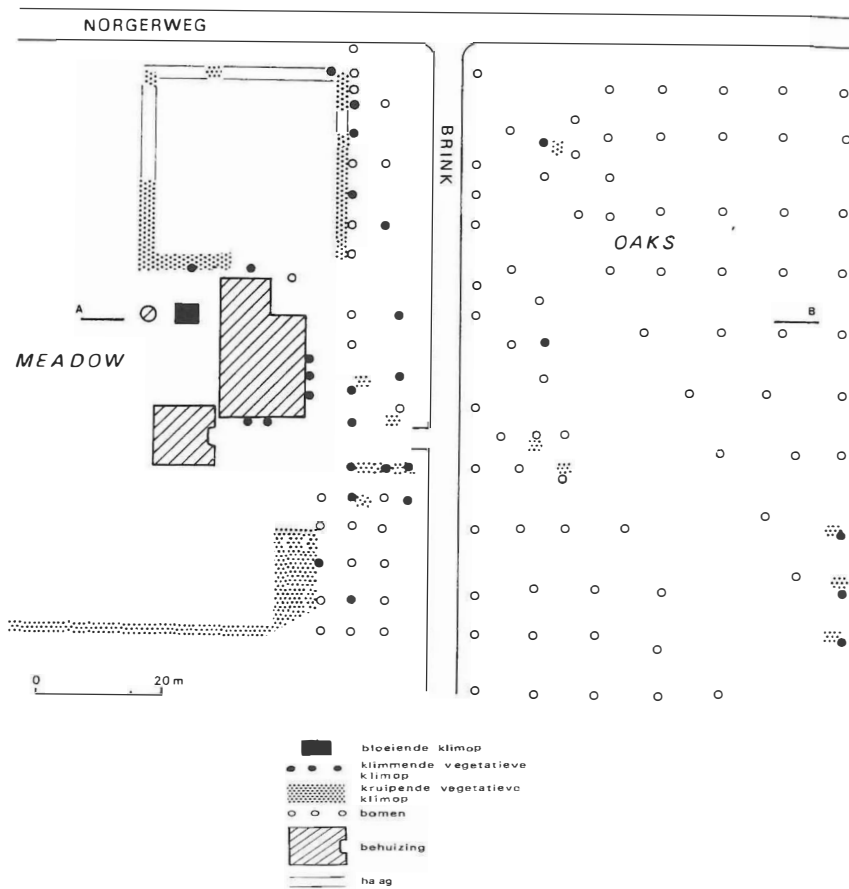 NORGERWEG
BRINK
OAKS
A
B
MEADOW
0 20 m
bloeiende klimop
klimmende vegetatieve
klimop
kruipende vegetatieve
klimop
bomen
behuizing
haag